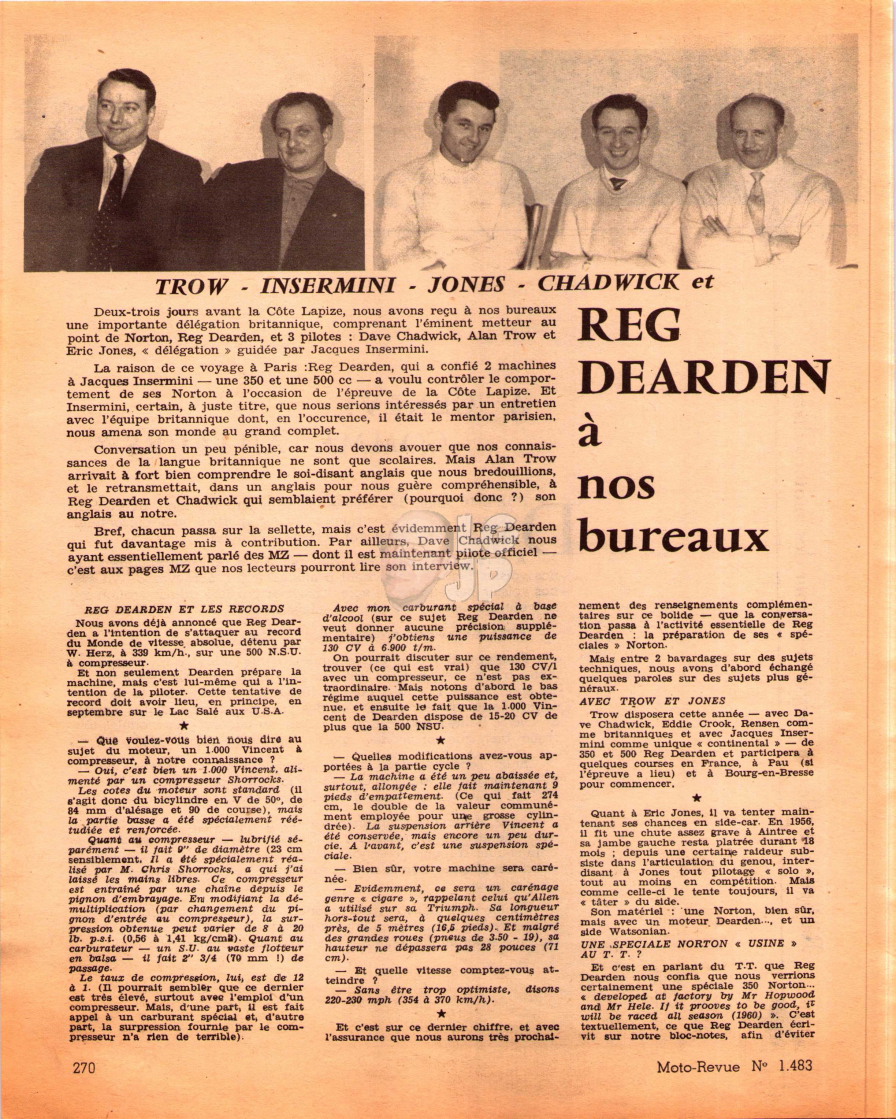 TROW - INSERMINI - JONES - CHADWICK et
REG
DEARDEN
à
nos
bureaux
Deux-trois jours avant la Côte Lapize, nous avons reçu à nos bureaux
une importante délégation britannique, comprenant l'éminent metteur au
point de Norton, Reg Dearden, et 3 pilotes : Dave Chadwick, Alan Trow et
Eric Jones, « délégation » guidée par Jacques Insermini.
La raison de ce voyage à Paris :Reg Dearden, qui a confié 2 machines
à Jacques Insermini — une 350 et une 500 cc — a voulu contrôler le compor-
tement de ses Norton à l'occasion de l'épreuve de la Côte Lapize. Et
Insermini, certain, à juste titre, que nous serions intéressés par un entretien
avec l'équipe britannique dont, en l'occurence, il était le mentor parisien,
nous amena son monde au grand complet.
Conversation un peu pénible, car nous devons avouer que nos connais-
sances de la langue britannique ne sont que scolaires. Mais Alan Trow
arrivait à fort bien comprendre le soi-disant anglais que nous bredouillions,
et le retransmettait, dans un anglais pour nous guère compréhensible, à
Reg Dearden et Chadwick qui semblaient préférer (pourquoi donc ?) son
anglais au notre.
Bref, chacun passa sur la sellette, mais c'est évidemment Reg Dearden
qui fut davantage mis à contribution. Par ailleurs, Dave Chadwick nous
ayant essentiellement parlé des MZ — dont il est maintenant pilote officiel —
c'est aux pages MZ que nos lecteurs pourront lire son interview.
REG DEARDEN ET LES RECORDS
Nous avons déjà annoncé que Reg Dear-
den a l'intention de s'attaquer au record
du Monde de vitesse absolue, détenu par
W. Herz, à 339 km/h., sur une 500 N.S.U.
à compresseur.
Et non seulement Dearden prépare la
machine, mais c'est lui-même qui a l'in-
tention de la piloter. Cette tentative de
record doit avoir lieu, en principe, en
septembre sur le Lac Salé aux U.S.A.
★
— Que voulez-vous bien nous dire au
sujet du moteur, un 1.000 Vincent à
compresseur, à notre connaissance ?
— Oui, c'est bien un 1.000 Vincent, ali-
menté par un compresseur Shorrocks.
Les cotes du moteur sont standard (il
s'agit donc du bicylindre en V de 50°, de
84 mm d'alésage et 90 de course), mais
la partie basse a été spécialement réé-
tudiée et renforcée.
Quant au compresseur — lubrifié sé-
parément — il fait 9" de diamètre (23 cm
sensiblement. Il a été spécialement réa-
lisé par M. Chris Shorrocks, a qui j'ai
laissé les mains libres. Ce compresseur
est entraîné par une chaîne depuis le
pignon d'embrayage. En modifiant la dé-
multiplication (par changement du pi-
gnon d'entrée au compresseur), la sur-
pression obtenue peut varier de 8 à 20
lb. p.s.i. (0,56 à 1,41 kg/cm2). Quant au
carburateur — un S.U. au vaste flotteur
en balsa — il fait 2" 3/4 (70 mm !) de
passage.
Le taux de compression, lui, est de 12
à 1. (Il pourrait sembler que ce dernier
est très élevé, surtout avec l'emploi d'un
compresseur. Mais, d'une part, il est fait
appel à un carburant spécial et, d'autre
part, la surpression fournie par le com-
presseur n'a rien de terrible).
Avec mon carburant spécial à base
d'alcool (sur ce sujet Reg Dearden ne
veut donner aucune précision supplé-
mentaire) j'obtiens une puissance de
130 CV à 6.900 t/m.
On pourrait discuter sur ce rendement,
trouver (ce qui est vrai) que 130 CV/l
avec un compresseur, ce n'est pas ex-
traordinaire. Mais notons d'abord le bas
régime auquel cette puissance est obte-
nue, et ensuite le fait que la 1.000 Vin-
cent de Dearden dispose de 15-20 CV de
plus que la 500 NSU.
★
— Quelles modifications avez-vous ap-
portées à la partie cycle ?
— La machine a été un peu abaissée et,
surtout, allongée : elle fait maintenant 9
pieds d'empattement. (Ce qui fait 274
cm, le double de la valeur communé-
ment employée pour une grosse cylin-
drée). La suspension arrière Vincent a
été conservée, mais encore un peu dur-
cie. A l'avant, c'est une suspension spé-
ciale.
— Bien sûr, votre machine sera caré-
née.
— Evidemment, ce sera un carénage
genre « cigare », rappelant celui qu'Allen
a utilisé sur sa Triumph. Sa longueur
hors-tout sera, à quelques centimètres
près, de 5 mètres (16,5 pieds). Et malgré
des grandes roues (pneus de 3.50 - 19), sa
hauteur ne dépassera pas 28 pouces (71
cm).
— Et quelle vitesse comptez-vous at-
teindre ?
— Sans être trop optimiste, disons
220-230 mph (354 à 370 km/h).
★
Et c'est sur ce dernier chiffre, et avec
l'assurance que nous aurons très prochai-
nement des renseignements complémen-
taires sur ce bolide — que la conversa-
tion passa à l'activité essentielle de Reg
Dearden : la préparation de ses « spé-
ciales » Norton.
Mais entre 2 bavardages sur des sujets
techniques, nous avons d'abord échangé
quelques paroles sur des sujets plus gé-
néraux.
AVEC TROW ET JONES
Trow disposera cette année — avec Da-
ve Chadwick, Eddie Crook, Rensen com-
me britanniques et avec Jacques Inser-
mini comme unique « continental » — de
350 et 500 Reg Dearden et participera à
quelques courses en France, à Pau (si
l'épreuve a lieu) et à Bourg-en-Bresse
pour commencer.
★
Quant à Eric Jones, il va tenter main-
tenant ses chances en side-car. En 1956,
il fit une chute assez grave à Aintree et
sa jambe gauche resta platrée durant 18
mois ; depuis une certaine raideur sub-
siste dans l'articulation du genou, inter-
disant à Jones tout pilotage « solo »,
tout au moins en compétition. Mais
comme celle-ci le tente toujours, il va
« tâter » du side.
Son matériel : une Norton, bien sûr,
mais avec un moteur Dearden..., et un
side Watsonian.
UNE SPECIALE NORTON « USINE »
AU T. T. ?
Et c'est en parlant du T.T. que Reg
Dearden nous confia que nous verrions
certainement une spéciale 350 Norton...
« developed at factory by Mr Hopwood
and Mr Hele. If it prooves to be good, it
will be raced all season (1960) ». C'est
textuellement, ce que Reg Dearden écri-
vit sur notre bloc-notes, afin d'éviter
270
Moto-Revue N° 1.483
JP